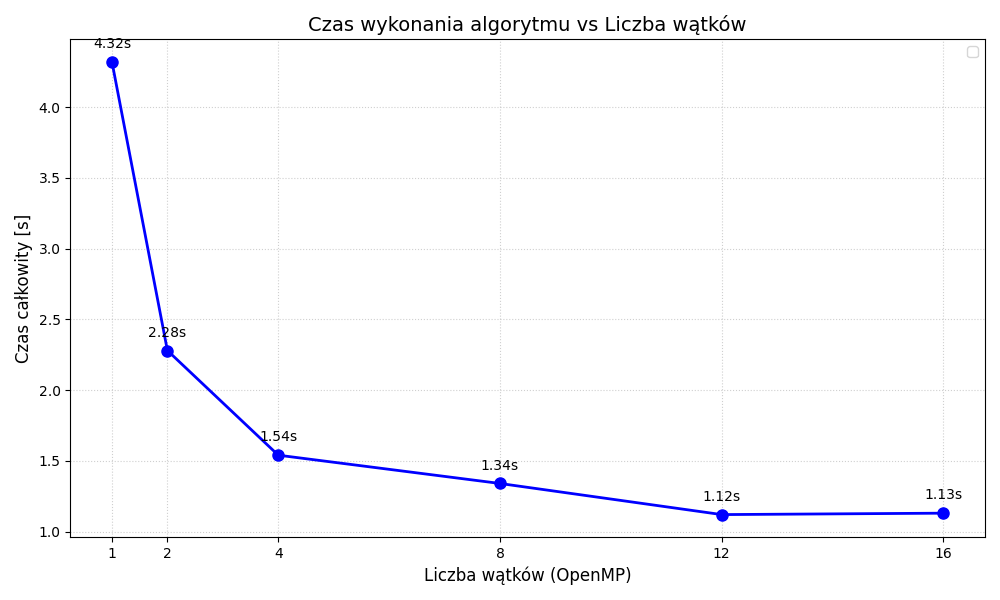 Czas wykonania algorytmu vs Liczba wątków
4.32s
4.0
3.5
3.0
2.5
2.28s
2.0
1.54s
1.5
1.34s
1.12s
1.13s
1.0
Czas całkowity [s]
1 2 4 8 12 16
Liczba wątków (OpenMP)